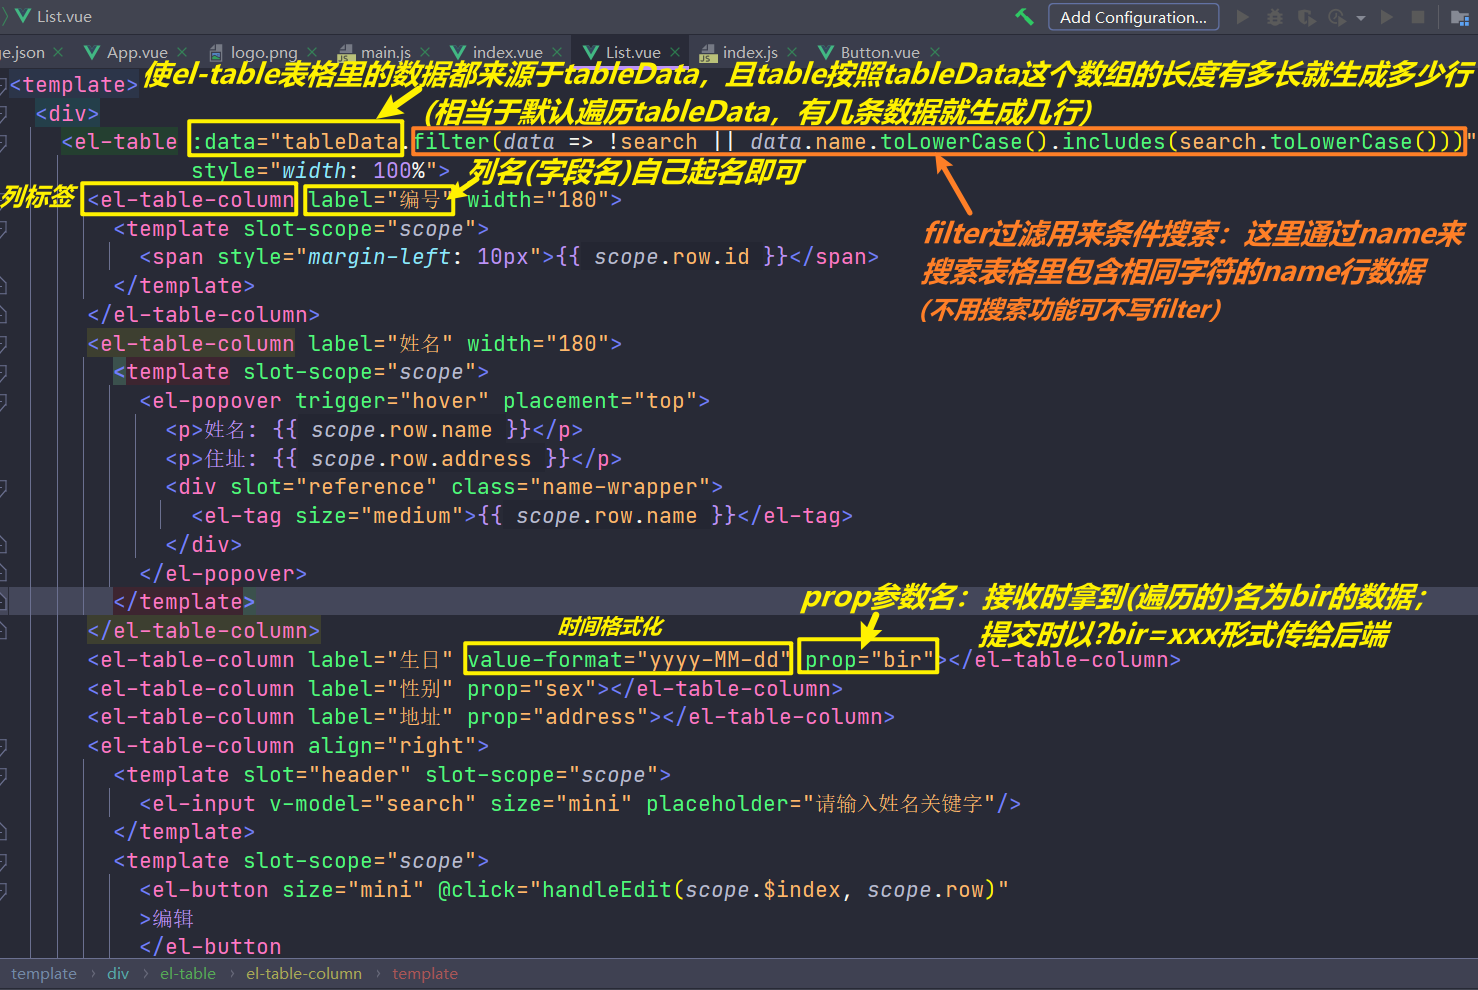 List.vue
Add Configuration...
e.json
App.vue
logo.png
main.js
index.vue
List.vue
index.js
Button.vue
<template>
使el-table表格里的数据都来源于tableData，且table按照tableData这个数组的长度有多长就生成多少行
<div>
(相当于默认遍历tableData，有几条数据就生成几行)
<el-table :data="tableData.filter(data => !search || data.name.toLowerCase().includes(search.toLowerCase()))"
style="width: 100%">
列名(字段名)自己起名即可
列标签
<el-table-column label="编号" width="180">
<template slot-scope="scope">
filter过滤用来条件搜索：这里通过name来
<span style="margin-left: 10px">{{ scope.row.id }}</span>
搜索表格里包含相同字符的name行数据
</template>
(不用搜索功能可不写filter)
</el-table-column>
<el-table-column label="姓名" width="180">
<template slot-scope="scope">
<el-popover trigger="hover" placement="top">
<p>姓名: {{ scope.row.name }}</p>
<p>住址: {{ scope.row.address }}</p>
<div slot="reference" class="name-wrapper">
<el-tag size="medium">{{ scope.row.name }}</el-tag>
</div>
</el-popover>
</template>
prop参数名：接收时拿到(遍历的)名为bir的数据；
</el-table-column>
时间格式化
提交时以?bir=xxx形式传给后端
<el-table-column label="生日" value-format="yyyy-MM-dd" prop="bir"></el-table-column>
<el-table-column label="性别" prop="sex"></el-table-column>
<el-table-column label="地址" prop="address"></el-table-column>
<el-table-column align="right">
<template slot="header" slot-scope="scope">
<el-input v-model="search" size="mini" placeholder="请输入姓名关键字"/>
</template>
<template slot-scope="scope">
<el-button size="mini" @click="handleEdit(scope.$index, scope.row)"
>编辑
</el-button
template › div › el-table › el-table-column › template